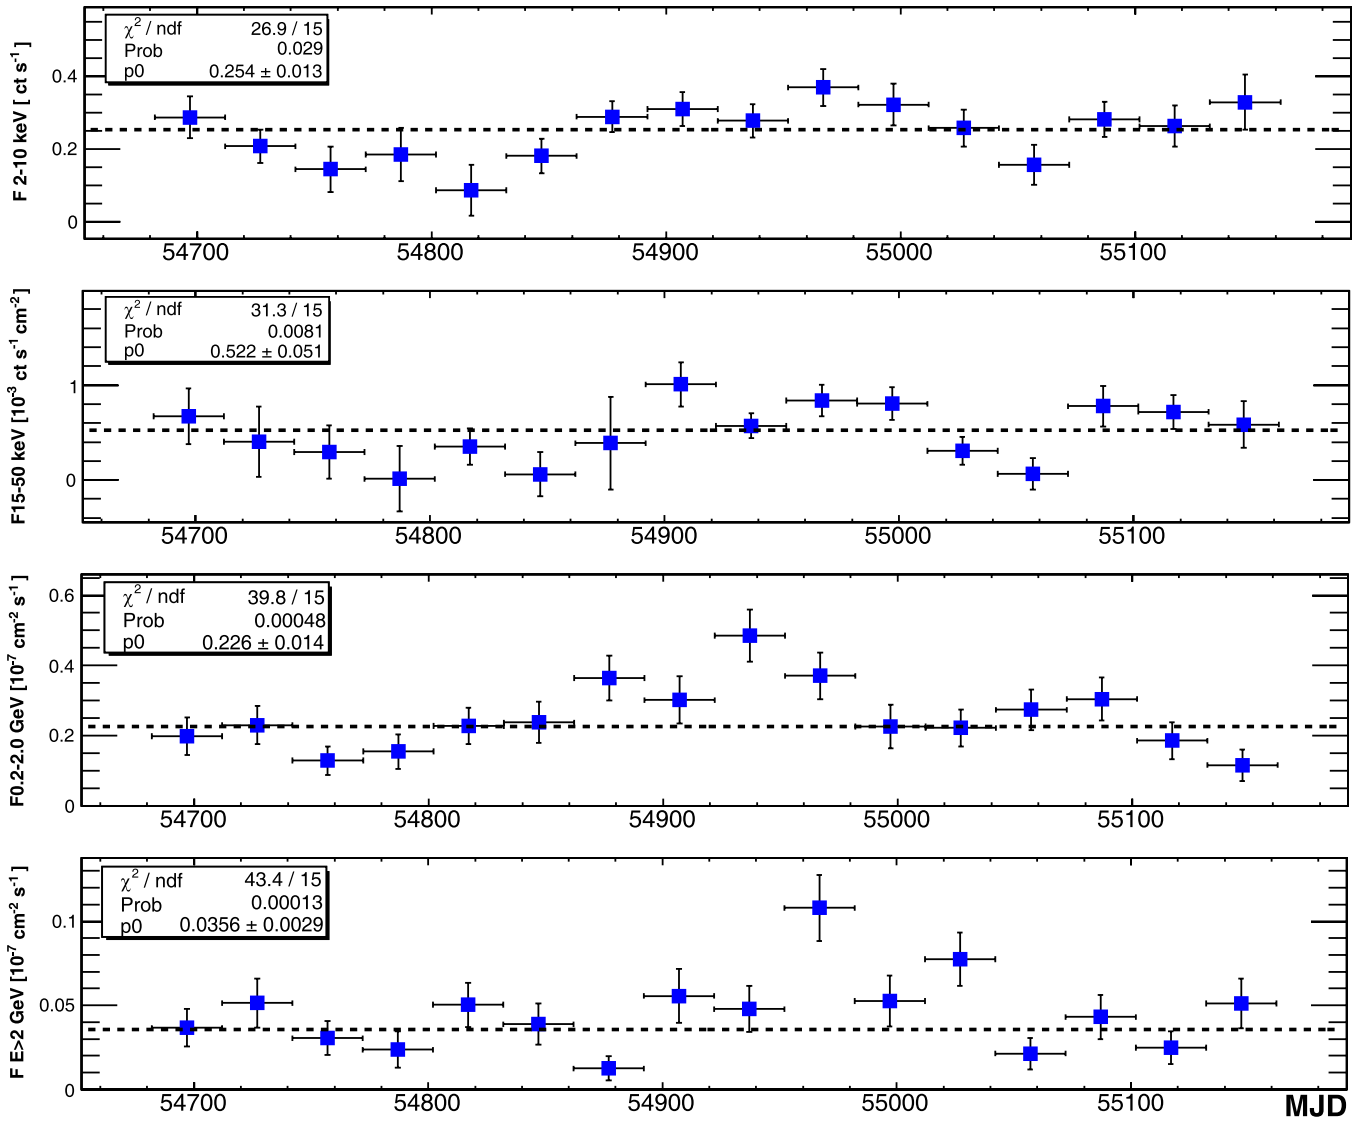 F 2-10 keV [ ct s⁻¹ ]
χ² / ndf 26.9 / 15
Prob 0.029
p0 0.254 ± 0.013
0.4
0.2
0
54700 54800 54900 55000 55100
F15-50 keV [10⁻³ ct s⁻¹ cm⁻²]
χ² / ndf 31.3 / 15
Prob 0.0081
p0 0.522 ± 0.051
1
0
54700 54800 54900 55000 55100
F0.2-2.0 GeV [10⁻⁷ cm⁻² s⁻¹]
χ² / ndf 39.8 / 15
Prob 0.00048
p0 0.226 ± 0.014
0.6
0.4
0.2
0
54700 54800 54900 55000 55100
F E>2 GeV [10⁻⁷ cm⁻² s⁻¹]
χ² / ndf 43.4 / 15
Prob 0.00013
p0 0.0356 ± 0.0029
0.1
0.05
0
54700 54800 54900 55000 55100
MJD